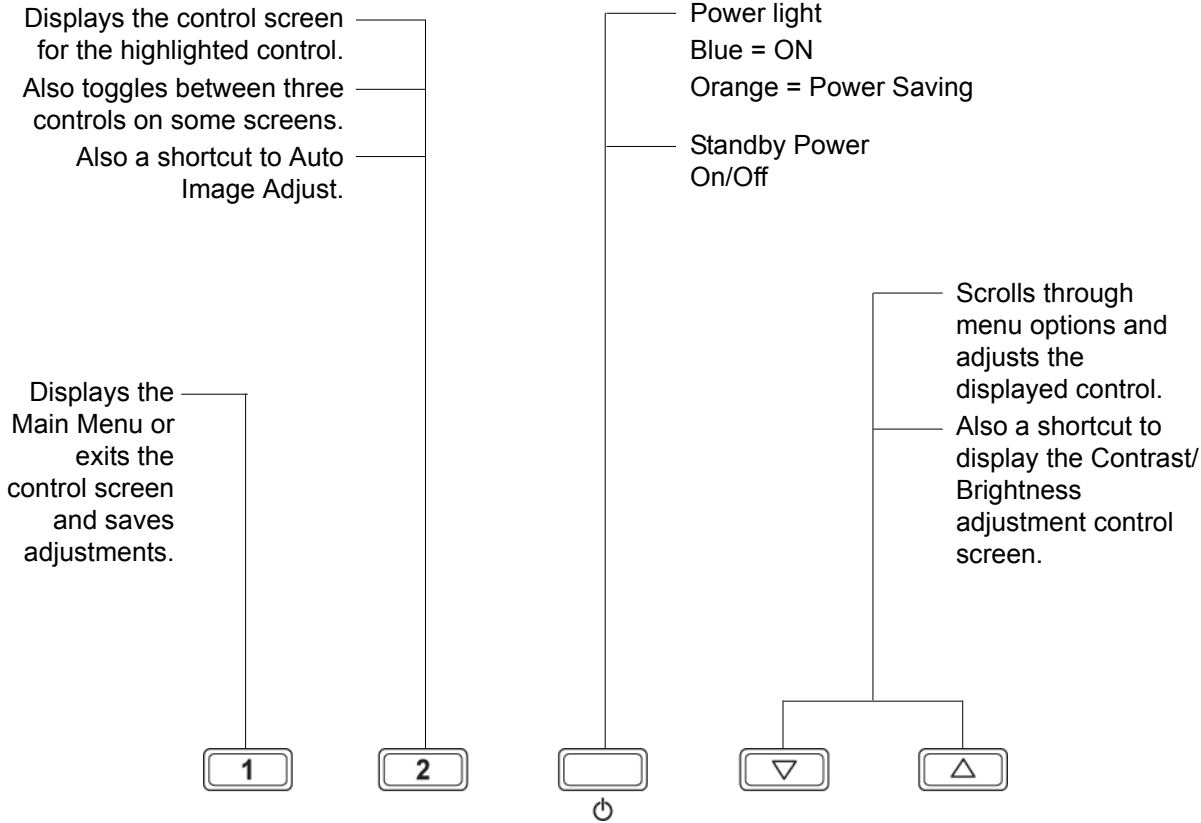 Displays the control screen
for the highlighted control.
Also toggles between three
controls on some screens.
Also a shortcut to Auto
Image Adjust.
Power light
Blue = ON
Orange = Power Saving
Standby Power
On/Off
Scrolls through
menu options and
adjusts the
displayed control.
Also a shortcut to
display the Contrast/
Brightness
adjustment control
screen.
Displays the
Main Menu or
exits the
control screen
and saves
adjustments.
1
2